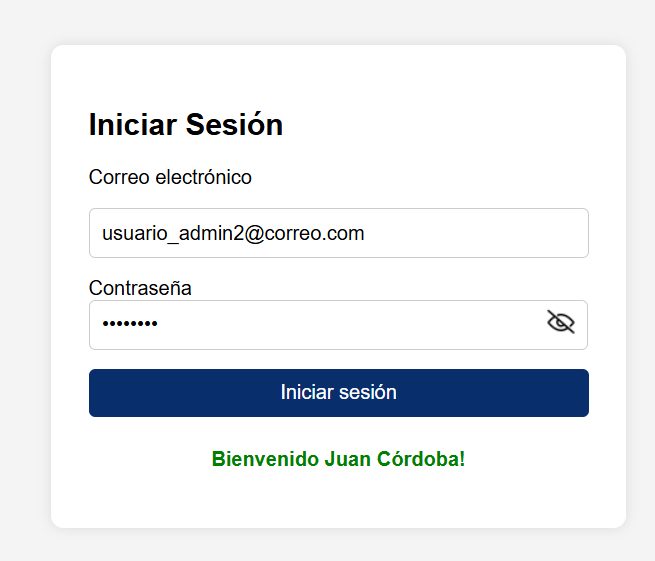 Iniciar Sesión
Correo electrónico
usuario_admin2@correo.com
Contraseña
••••••••
Iniciar sesión
Bienvenido Juan Córdoba!